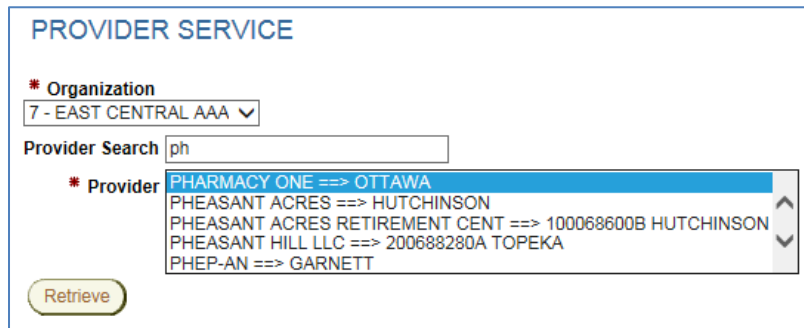 PROVIDER SERVICE
* Organization
7 - EAST CENTRAL AAA
Provider Search ph
* Provider PHARMACY ONE ==> OTTAWA
PHEASANT ACRES ==> HUTCHINSON
PHEASANT ACRES RETIREMENT CENT ==> 100068600B HUTCHINSON
PHEASANT HILL LLC ==> 200688280A TOPEKA
PHEP-AN ==> GARNETT
Retrieve